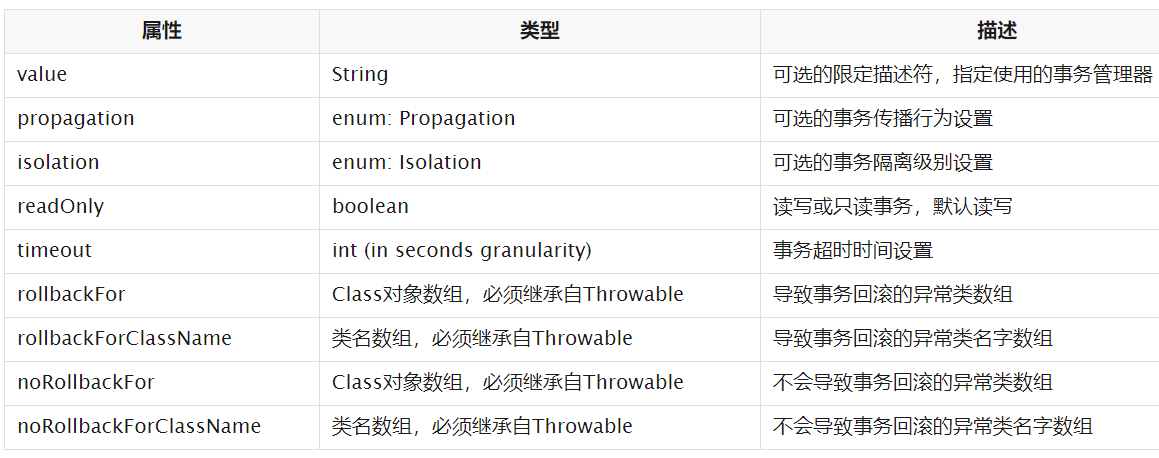 属性 类型 描述
value String 可选的限定描述符，指定使用的事务管理器
propagation enum: Propagation 可选的事务传播行为设置
isolation enum: Isolation 可选的事务隔离级别设置
readOnly boolean 读写或只读事务，默认读写
timeout int (in seconds granularity) 事务超时时间设置
rollbackFor Class对象数组，必须继承自Throwable 导致事务回滚的异常类数组
rollbackForClassName 类名数组，必须继承自Throwable 导致事务回滚的异常类名字数组
noRollbackFor Class对象数组，必须继承自Throwable 不会导致事务回滚的异常类数组
noRollbackForClassName 类名数组，必须继承自Throwable 不会导致事务回滚的异常类名字数组